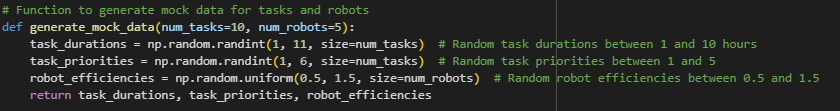 # Function to generate mock data for tasks and robots
def generate_mock_data(num_tasks=10, num_robots=5):
    task_durations = np.random.randint(1, 11, size=num_tasks)  # Random task durations between 1 and 10 hours
    task_priorities = np.random.randint(1, 6, size=num_tasks)  # Random task priorities between 1 and 5
    robot_efficiencies = np.random.uniform(0.5, 1.5, size=num_robots)  # Random robot efficiencies between 0.5 and 1.5
    return task_durations, task_priorities, robot_efficiencies